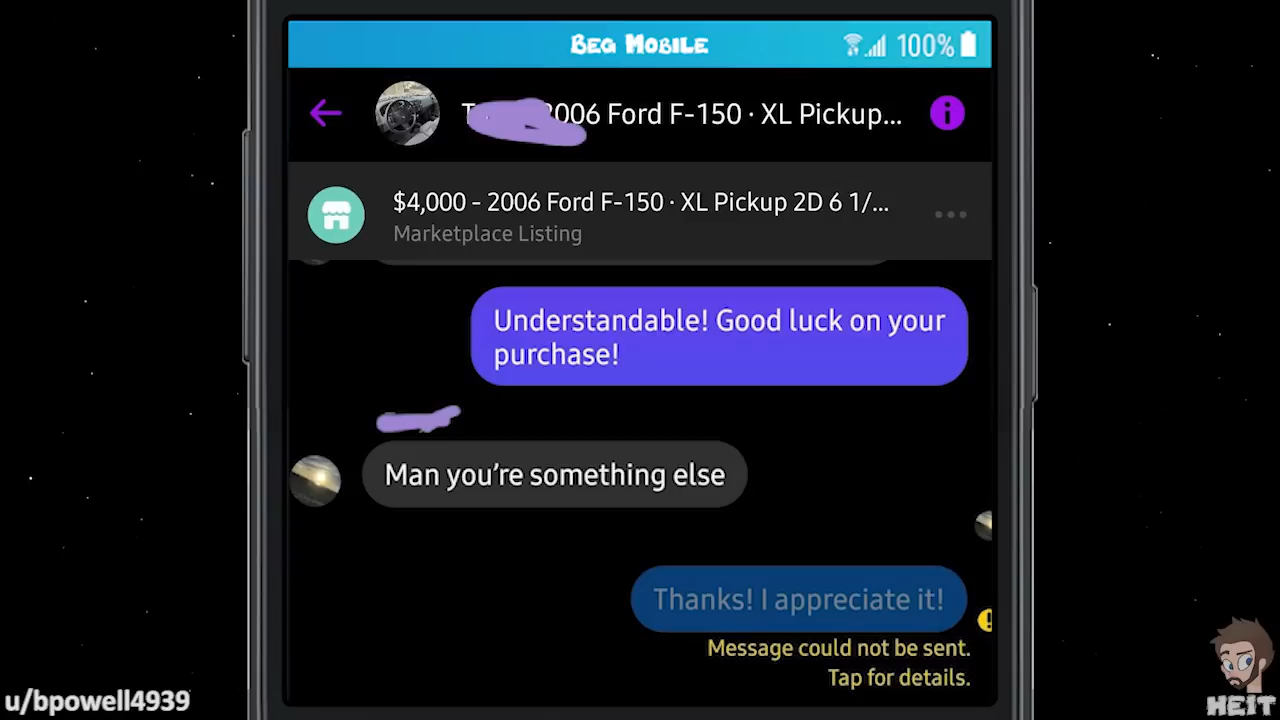 BEG MOBILE
100%
2006 Ford F-150 · XL Pickup...
$4,000 - 2006 Ford F-150 · XL Pickup 2D 6 1/...
Marketplace Listing
Understandable! Good luck on your
purchase!
Man you're something else
Thanks! I appreciate it!
Message could not be sent.
Tap for details.
u/bpowell4939
HEIT